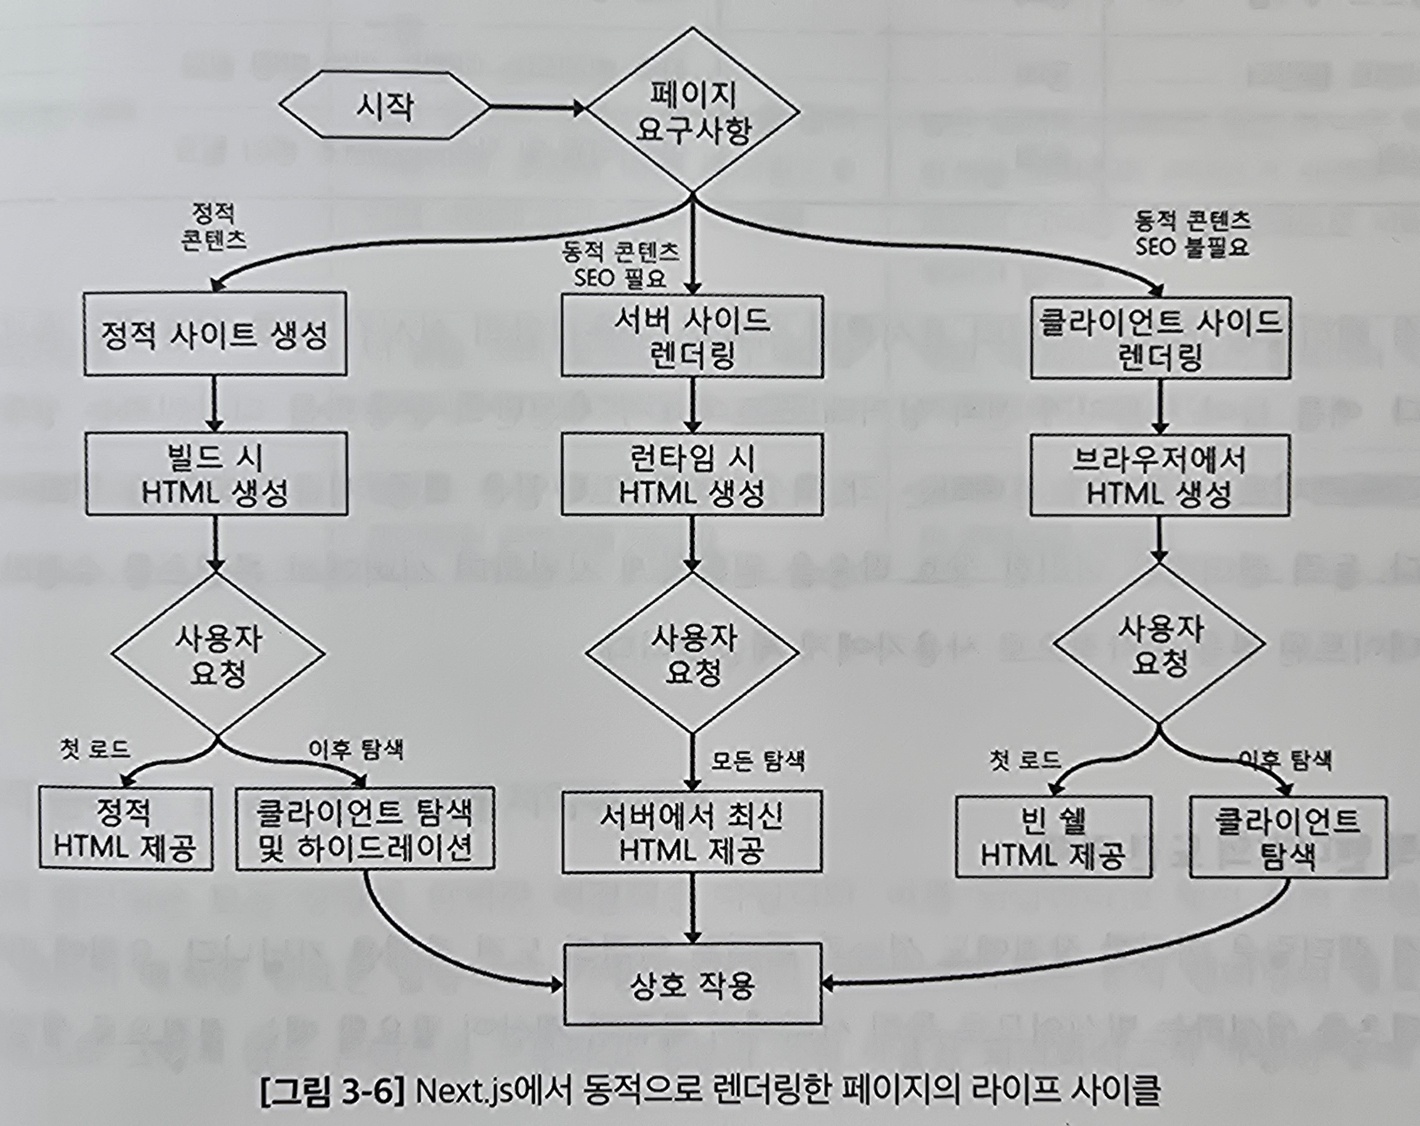 시작
페이지
요구사항
정적
콘텐츠
동적 콘텐츠
SEO 필요
동적 콘텐츠
SEO 불필요
정적 사이트 생성
서버 사이드
렌더링
클라이언트 사이드
렌더링
빌드 시
HTML 생성
런타임 시
HTML 생성
브라우저에서
HTML 생성
사용자
요청
사용자
요청
사용자
요청
첫 로드
이후 탐색
모든 탐색
첫 로드
이후 탐색
정적
HTML 제공
클라이언트 탐색
및 하이드레이션
서버에서 최신
HTML 제공
빈 쉘
HTML 제공
클라이언트
탐색
상호 작용
[그림 3-6] Next.js에서 동적으로 렌더링한 페이지의 라이프 사이클